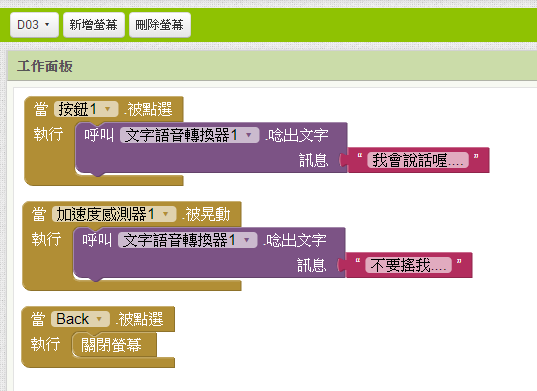 D03 新增螢幕 刪除螢幕
工作面板
當 按鈕1 .被點選
執行 呼叫 文字語音轉換器1 .唸出文字
訊息 “ 我會說話喔.... ”
當 加速度感測器1 .被晃動
執行 呼叫 文字語音轉換器1 .唸出文字
訊息 “ 不要搖我.... ”
當 Back .被點選
執行 關閉螢幕